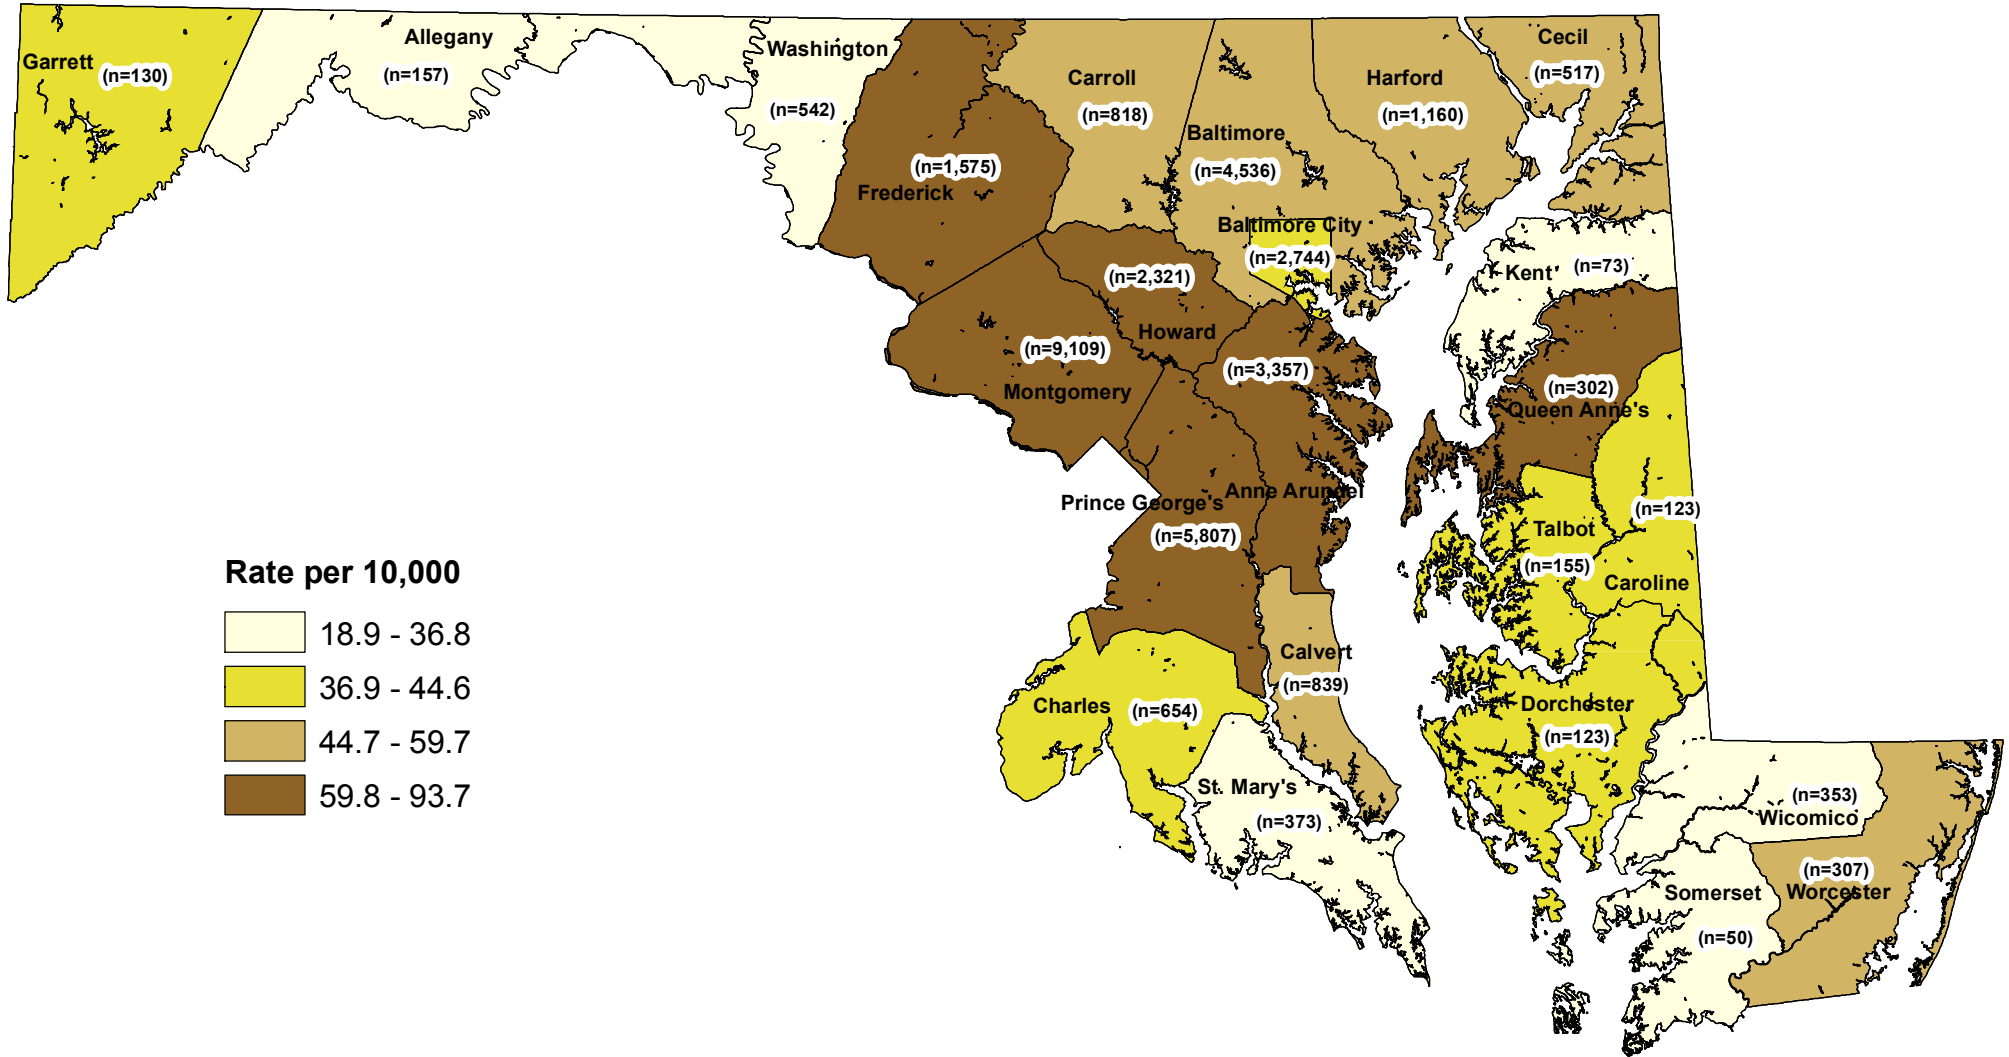 Garrett
(n=130)
Allegany
(n=157)
Washington
(n=542)
Frederick
(n=1,575)
Carroll
(n=818)
Baltimore
(n=4,536)
Baltimore City
(n=2,744)
Harford
(n=1,160)
Cecil
(n=517)
Kent
(n=73)
(n=2,321)
Howard
(n=9,109)
Montgomery
(n=3,357)
Anne Arundel
Prince George's
(n=5,807)
(n=302)
Queen Anne's
(n=123)
Caroline
Talbot
(n=155)
Calvert
(n=839)
Charles
(n=654)
St. Mary's
(n=373)
Dorchester
(n=123)
(n=353)
Wicomico
(n=307)
Worcester
Somerset
(n=50)
Rate per 10,000
18.9 - 36.8
36.9 - 44.6
44.7 - 59.7
59.8 - 93.7